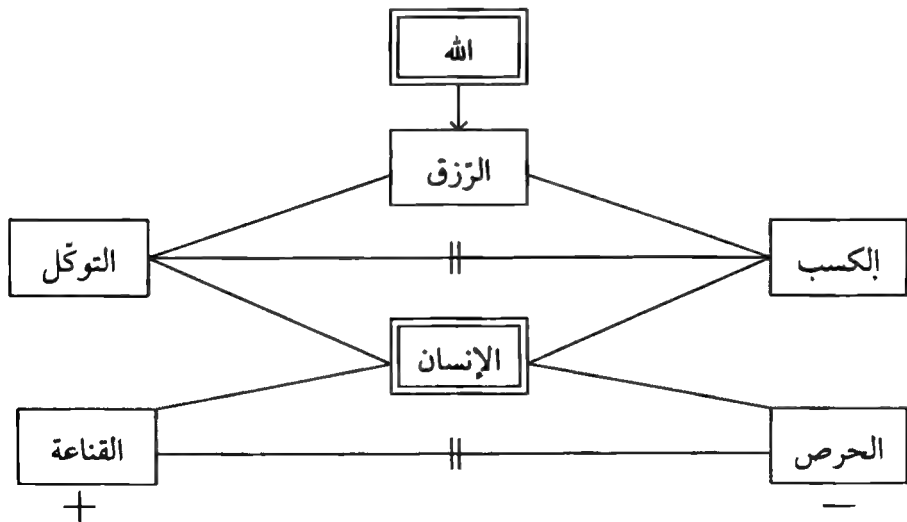 الله
الرّزق
الكسب
التوكّل
الإنسان
الحرص
القناعة
−
+